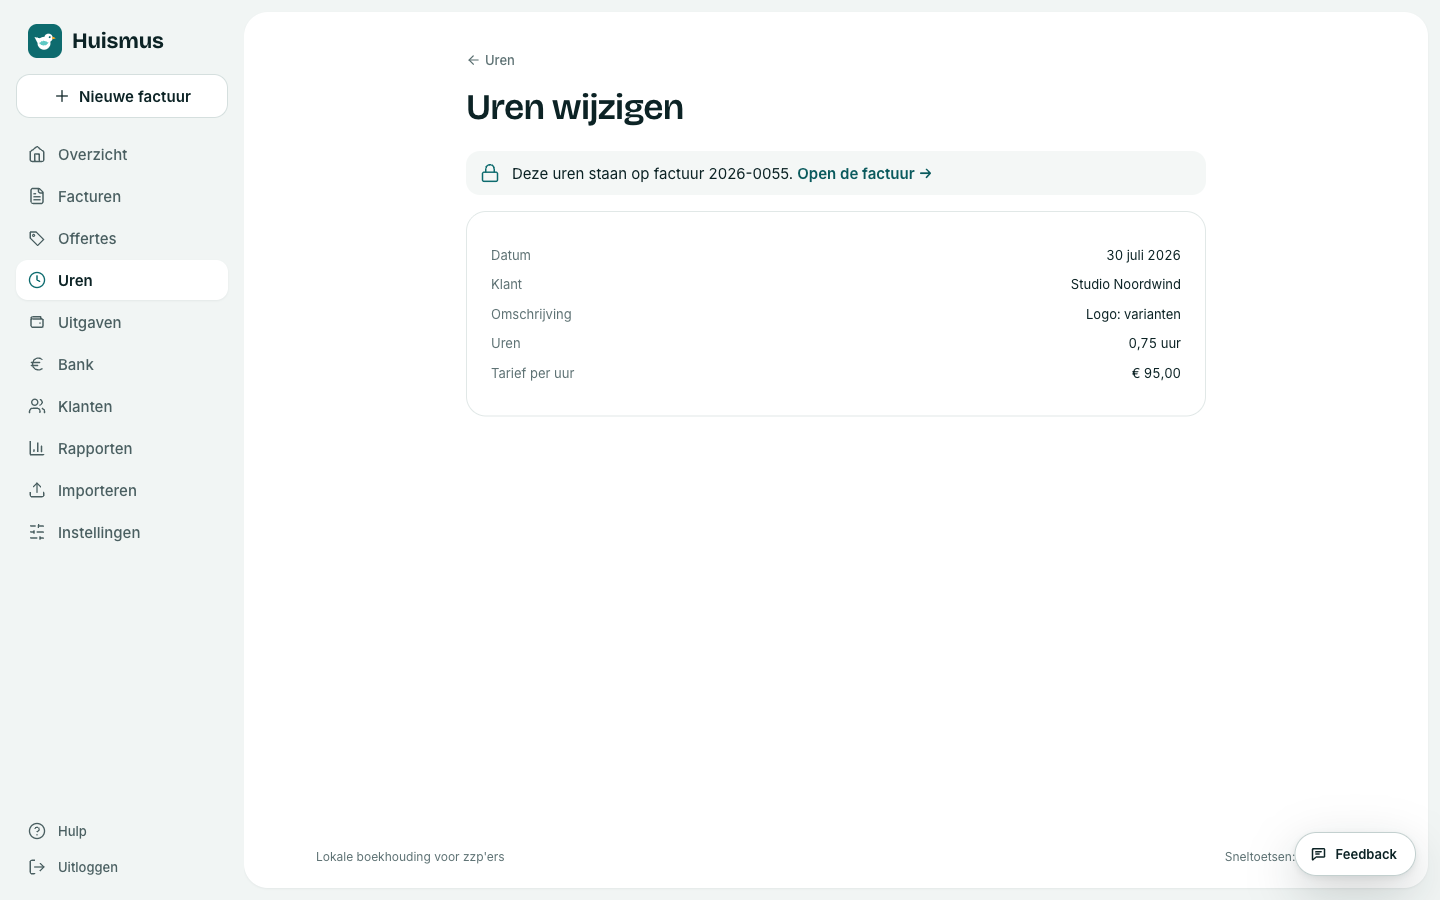 Huismus
Nieuwe factuur
Overzicht
Facturen
Offertes
Uren
Uitgaven
Bank
Klanten
Rapporten
Importeren
Instellingen
Hulp
Uitloggen
← Uren
Uren wijzigen
Deze uren staan op factuur 2026-0055. Open de factuur →
Datum 30 juli 2026
Klant Studio Noordwind
Omschrijving Logo: varianten
Uren 0,75 uur
Tarief per uur € 95,00
Lokale boekhouding voor zzp'ers
Sneltoetsen:
Feedback